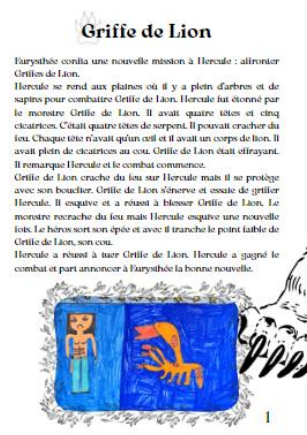 Griffe de Lion
Eurysthée confia une nouvelle mission à Hercule : affronter
Griffes de Lion.
Hercule se rend aux plaines où il y a plein d'arbres et de
sapins pour combattre Griffe de Lion. Hercule fut étonné par
le monstre Griffe de Lion. Il avait quatre têtes et cinq
cicatrices. C'était quatre têtes de serpent. Il pouvait cracher du
feu. Chaque tête n'avait qu'un œil et il avait un corps de lion. Il
avait plein de cicatrices au cou. Griffe de Lion était effrayant.
Il remarque Hercule et le combat commence.
Griffe de Lion crache du feu sur Hercule mais il se protège
avec son bouclier. Griffe de Lion s'énerve et essaie de griffer
Hercule. Il esquive et a réussi à blesser Griffe de Lion. Le
monstre recrache du feu mais Hercule esquive une nouvelle
fois. Le héros sort son épée et avec il tranche le point faible de
Griffe de Lion, son cou.
Hercule a réussi à tuer Griffe de Lion. Hercule a gagné le
combat et part annoncer à Eurysthée la bonne nouvelle.
1